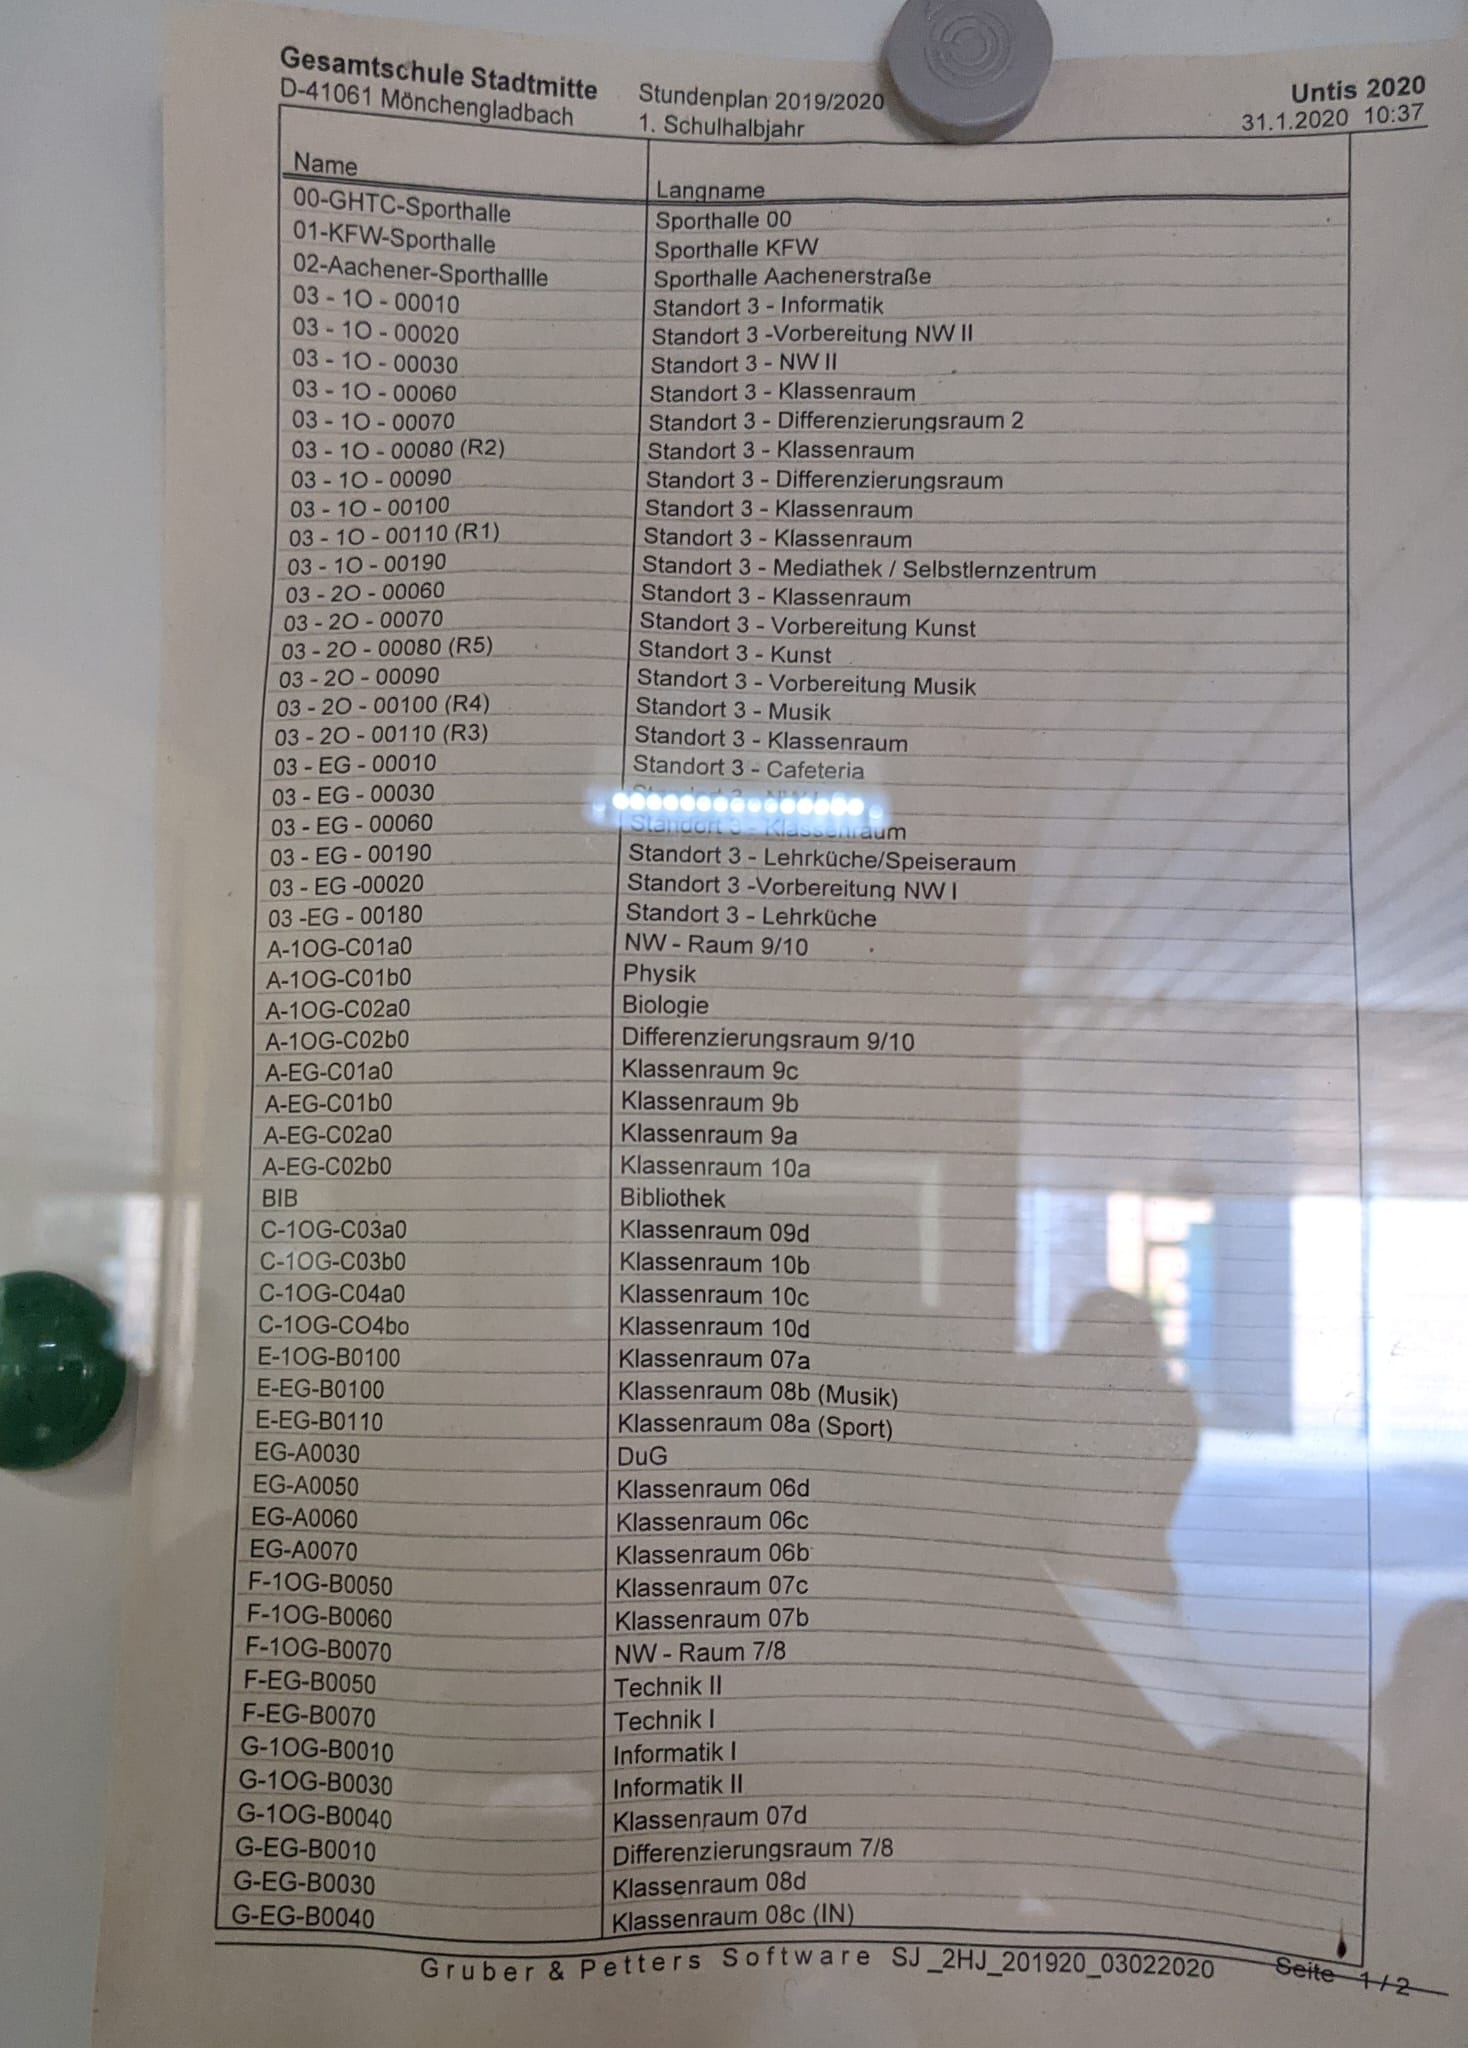 Gesamtschule Stadtmitte
D-41061 Mönchengladbach
Stundenplan 2019/2020
1. Schulhalbjahr
Untis 2020
31.1.2020 10:37
Name Langname
00-GHTC-Sporthalle Sporthalle 00
01-KFW-Sporthalle Sporthalle KFW
02-Aachener-Sporthallle Sporthalle Aachenerstraße
03 - 1O - 00010 Standort 3 - Informatik
03 - 1O - 00020 Standort 3 -Vorbereitung NW II
03 - 1O - 00030 Standort 3 - NW II
03 - 1O - 00060 Standort 3 - Klassenraum
03 - 1O - 00070 Standort 3 - Differenzierungsraum 2
03 - 1O - 00080 (R2) Standort 3 - Klassenraum
03 - 1O - 00090 Standort 3 - Differenzierungsraum
03 - 1O - 00100 Standort 3 - Klassenraum
03 - 1O - 00110 (R1) Standort 3 - Klassenraum
03 - 1O - 00190 Standort 3 - Mediathek / Selbstlernzentrum
03 - 2O - 00060 Standort 3 - Klassenraum
03 - 2O - 00070 Standort 3 - Vorbereitung Kunst
03 - 2O - 00080 (R5) Standort 3 - Kunst
03 - 2O - 00090 Standort 3 - Vorbereitung Musik
03 - 2O - 00100 (R4) Standort 3 - Musik
03 - 2O - 00110 (R3) Standort 3 - Klassenraum
03 - EG - 00010 Standort 3 - Cafeteria
03 - EG - 00030
03 - EG - 00060 Standort 3 - Klassenraum
03 - EG - 00190 Standort 3 - Lehrküche/Speiseraum
03 - EG -00020 Standort 3 -Vorbereitung NW I
03 -EG - 00180 Standort 3 - Lehrküche
A-1OG-C01a0 NW - Raum 9/10
A-1OG-C01b0 Physik
A-1OG-C02a0 Biologie
A-1OG-C02b0 Differenzierungsraum 9/10
A-EG-C01a0 Klassenraum 9c
A-EG-C01b0 Klassenraum 9b
A-EG-C02a0 Klassenraum 9a
A-EG-C02b0 Klassenraum 10a
BIB Bibliothek
C-1OG-C03a0 Klassenraum 09d
C-1OG-C03b0 Klassenraum 10b
C-1OG-C04a0 Klassenraum 10c
C-1OG-CO4bo Klassenraum 10d
E-1OG-B0100 Klassenraum 07a
E-EG-B0100 Klassenraum 08b (Musik)
E-EG-B0110 Klassenraum 08a (Sport)
EG-A0030 DuG
EG-A0050 Klassenraum 06d
EG-A0060 Klassenraum 06c
EG-A0070 Klassenraum 06b
F-1OG-B0050 Klassenraum 07c
F-1OG-B0060 Klassenraum 07b
F-1OG-B0070 NW - Raum 7/8
F-EG-B0050 Technik II
F-EG-B0070 Technik I
G-1OG-B0010 Informatik I
G-1OG-B0030 Informatik II
G-1OG-B0040 Klassenraum 07d
G-EG-B0010 Differenzierungsraum 7/8
G-EG-B0030 Klassenraum 08d
G-EG-B0040 Klassenraum 08c (IN)
Gruber & Petters Software SJ_2HJ_201920_03022020 Seite 1 / 2